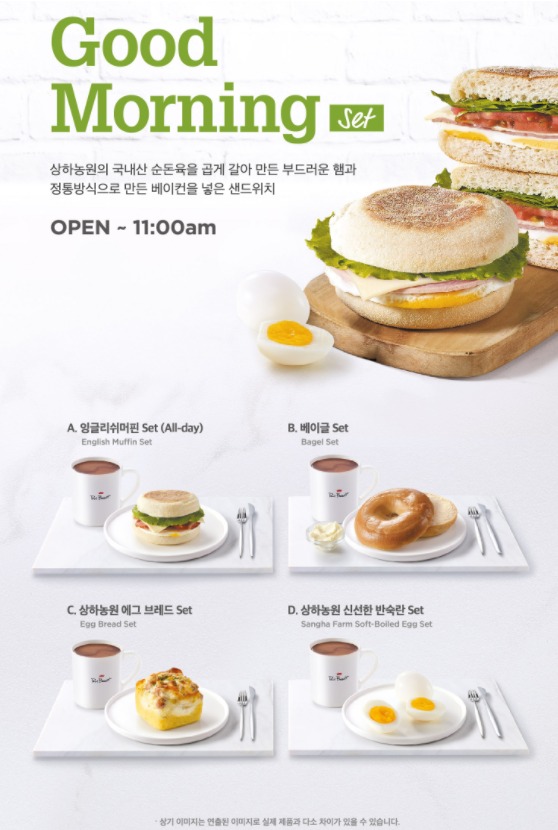 Good
Morning Set
상하농원의 국내산 순돈육을 곱게 갈아 만든 부드러운 햄과
정통방식으로 만든 베이컨을 넣은 샌드위치
OPEN ~ 11:00am
A. 잉글리쉬머핀 Set (All-day)
English Muffin Set
B. 베이글 Set
Bagel Set
C. 상하농원 에그 브레드 Set
Egg Bread Set
D. 상하농원 신선한 반숙란 Set
Sangha Farm Soft-Boiled Egg Set
· 상기 이미지는 연출된 이미지로 실제 제품과 다소 차이가 있을 수 있습니다.